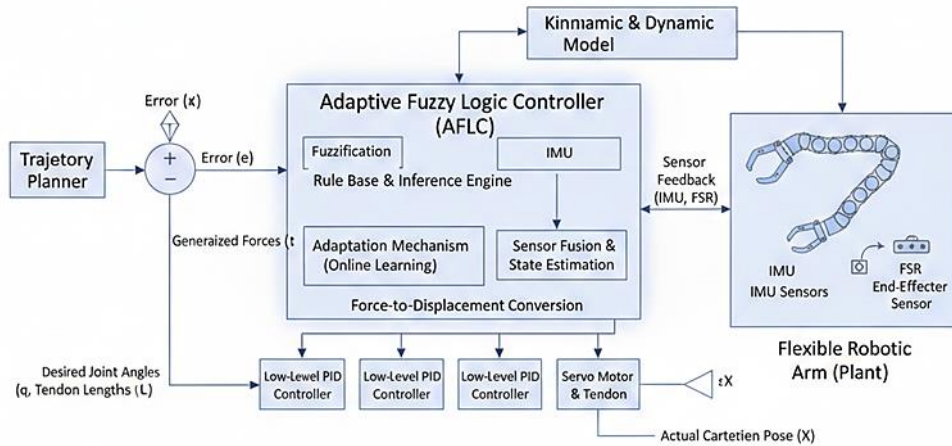 Kinmamic & Dynamic
Model
Error (x)
Adaptive Fuzzy Logic Controller
(AFLC)
Trajetory
Planner
+
−
Error (e)
Fuzzification
IMU
Rule Base & Inference Engine
Sensor
Feedback
(IMU, FSR)
Generaized Forces (t
Adaptation Mechanism
(Online Learning)
Sensor Fusion &
State Estimation
Force-to-Displacement Conversion
IMU
IMU Sensors
FSR
End-Effecter
Sensor
Flexible Robotic
Arm (Plant)
Desired Joint Angles
(q, Tendon Lengths (L)
Low-Lewel PID
Controller
Low-Level PID
Controller
Low-Level PID
Controller
Servo Motor
& Tendon
εX
Actual Cartetien Pose (X)